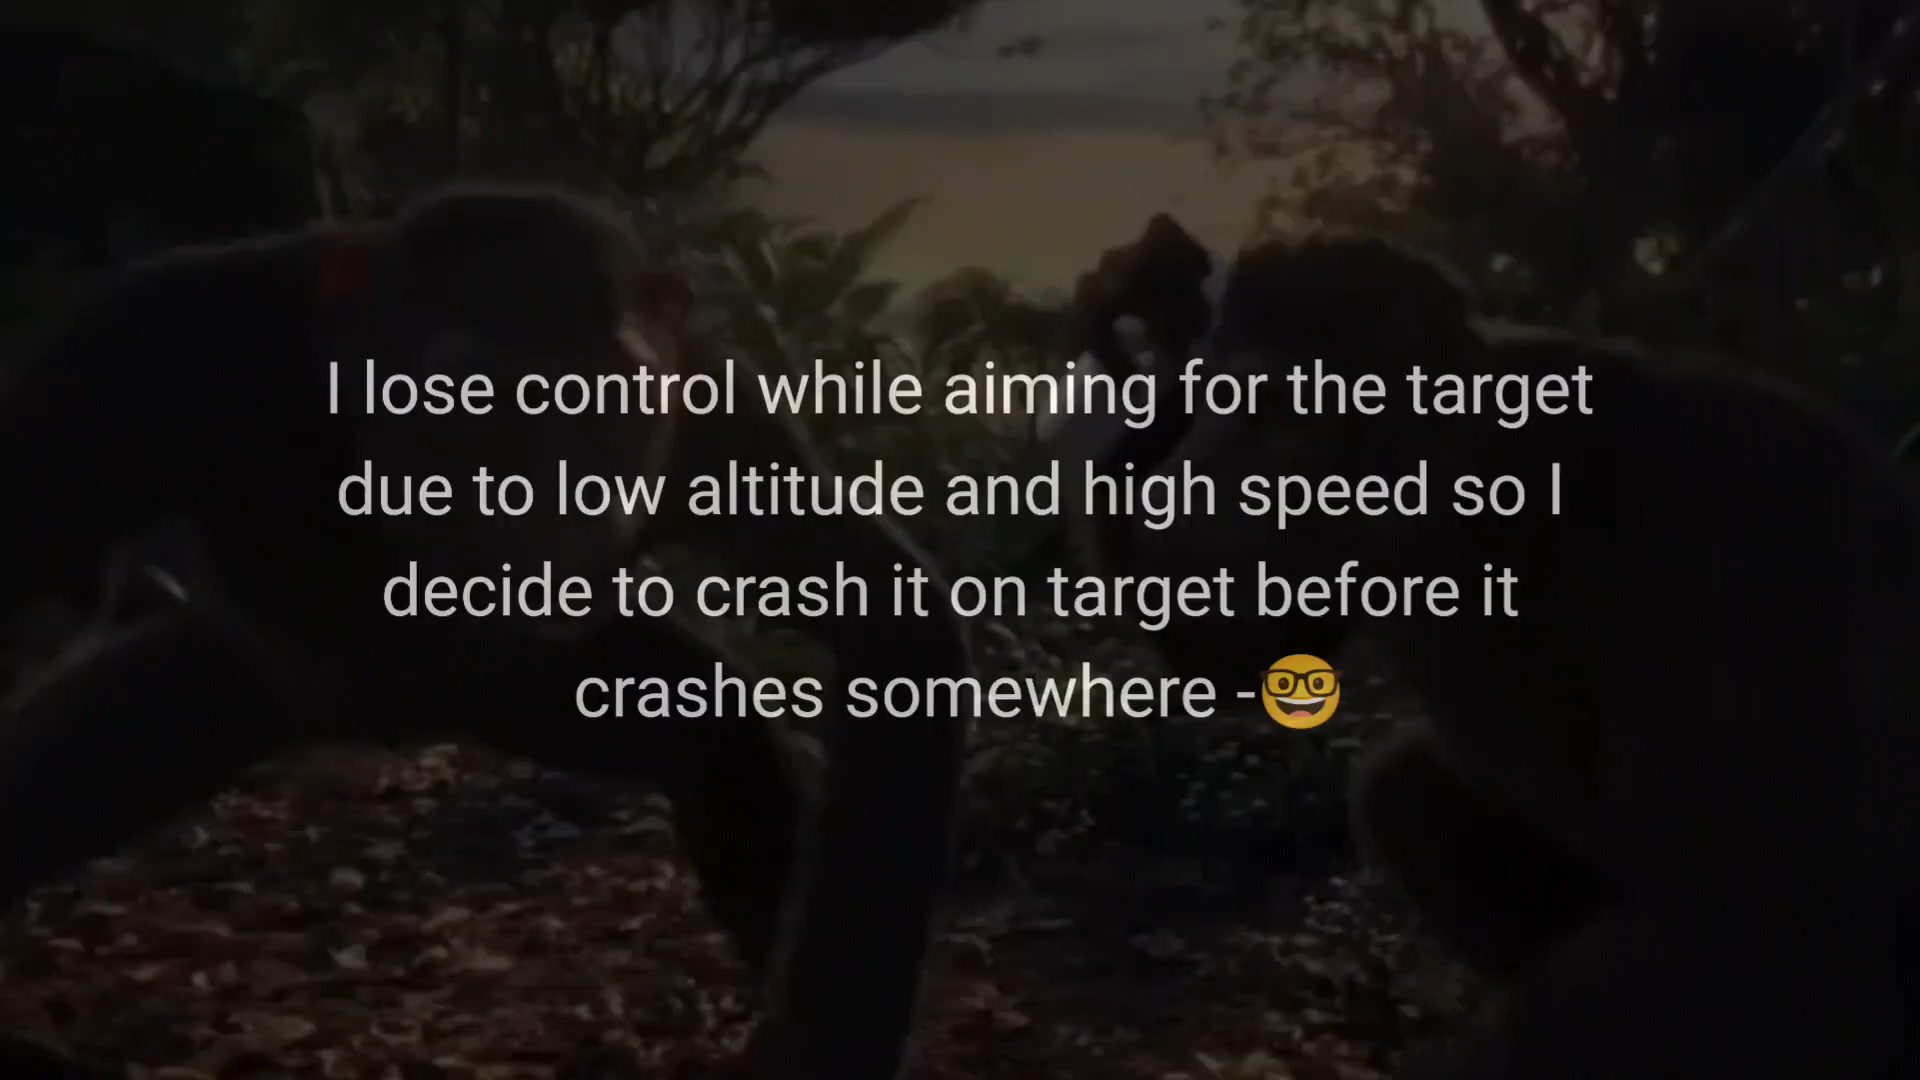 I lose control while aiming for the target
due to low altitude and high speed so I
decide to crash it on target before it
crashes somewhere -🤓